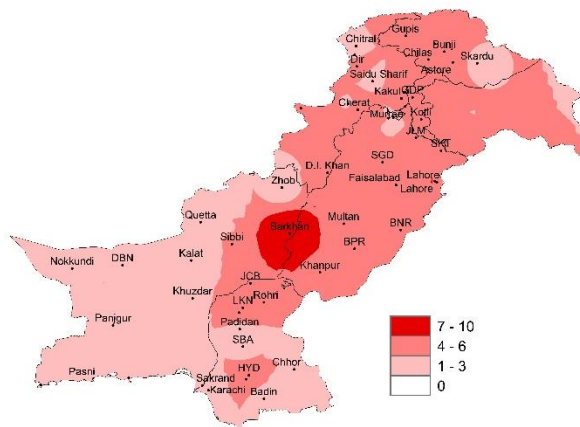 Gupis
Chitral
Bunji
Chilas
Skardu
Dir
Astore
Saidu Sharif
Kakul
GDP
Cherat
Murree
Kotli
JLM
SKT
SGD
D.I. Khan
Lahore
Faisalabad
Lahore
Zhob
Quetta
Barkhan
Multan
BNR
Sibbi
BPR
Nokkundi
DBN
Kalat
Khanpur
JCB
Khuzdar
LKN
Rohri
Panjgur
Padidan
SBA
Pasni
HYD
Chhor
Sakrand
Karachi
Badin
7 - 10
4 - 6
1 - 3
0